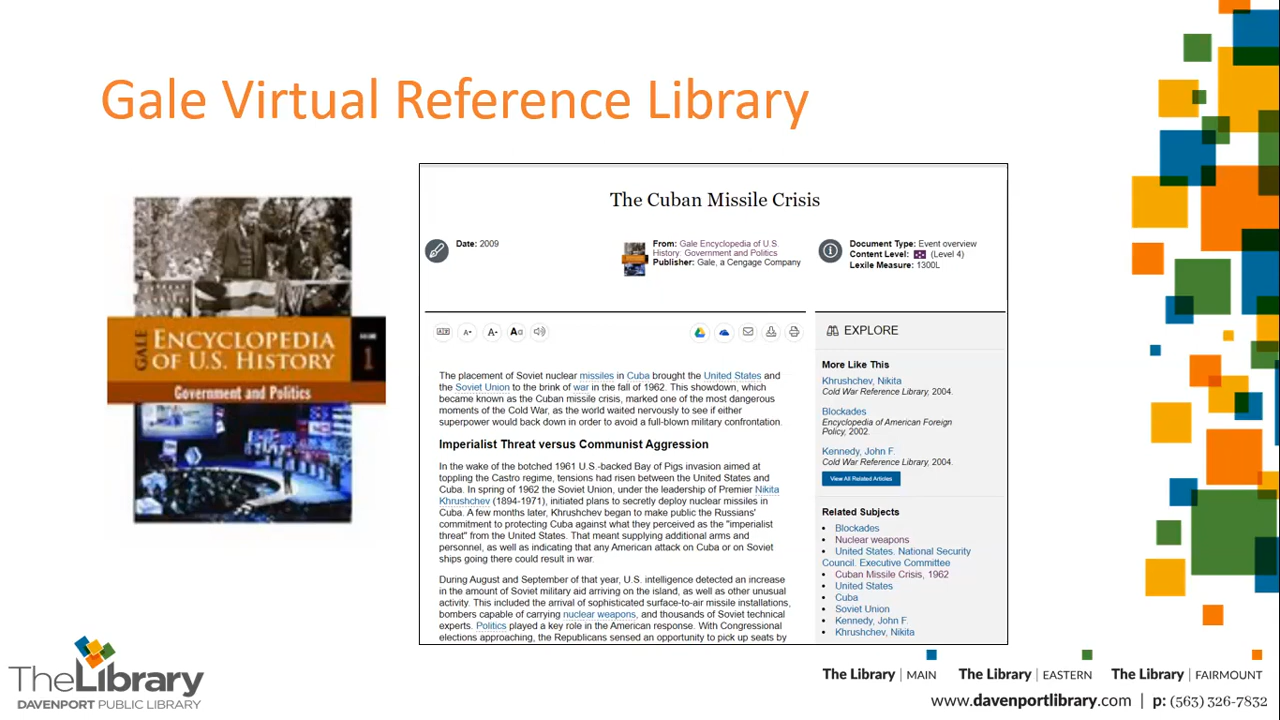 Gale Virtual Reference Library
GALE
ENCYCLOPEDIA
OF U.S. HISTORY
1
Government and Politics
The Cuban Missile Crisis
Date: 2009
From: Gale Encyclopedia of U.S.
History: Government and Politics
Publisher: Gale, a Cengage Company
Document Type: Event overview
Content Level: (Level 4)
Lexile Measure: 1300L
A-
A-
Aa
The placement of Soviet nuclear missiles in Cuba brought the United States and
the Soviet Union to the brink of war in the fall of 1962. This showdown, which
became known as the Cuban missile crisis, marked one of the most dangerous
moments of the Cold War, as the world waited nervously to see if either
superpower would back down in order to avoid a full-blown military confrontation.
Imperialist Threat versus Communist Aggression
In the wake of the botched 1961 U.S.-backed Bay of Pigs invasion aimed at
toppling the Castro regime, tensions had risen between the United States and
Cuba. In spring of 1962 the Soviet Union, under the leadership of Premier Nikita
Khrushchev (1894-1971), initiated plans to secretly deploy nuclear missiles in
Cuba. A few months later, Khrushchev began to make public the Russians'
commitment to protecting Cuba against what they perceived as the "imperialist
threat" from the United States. That meant supplying additional arms and
personnel, as well as indicating that any American attack on Cuba or on Soviet
ships going there could result in war.
During August and September of that year, U.S. intelligence detected an increase
in the amount of Soviet military aid arriving on the island, as well as other unusual
activity. This included the arrival of sophisticated surface-to-air missile installations,
bombers capable of carrying nuclear weapons, and thousands of Soviet technical
experts. Politics played a key role in the American response. With Congressional
elections approaching, the Republicans sensed an opportunity to pick up seats by
EXPLORE
More Like This
Khrushchev, Nikita
Cold War Reference Library, 2004.
Blockades
Encyclopedia of American Foreign
Policy, 2002.
Kennedy, John F.
Cold War Reference Library, 2004.
View All Related Articles
Related Subjects
• Blockades
• Nuclear weapons
• United States. National Security
Council. Executive Committee
• Cuban Missile Crisis, 1962
• United States
• Cuba
• Soviet Union
• Kennedy, John F.
• Khrushchev, Nikita
TheLibrary
DAVENPORT PUBLIC LIBRARY
The Library | MAIN The Library | EASTERN The Library | FAIRMOUNT
www.davenportlibrary.com | p: (563) 326-7832